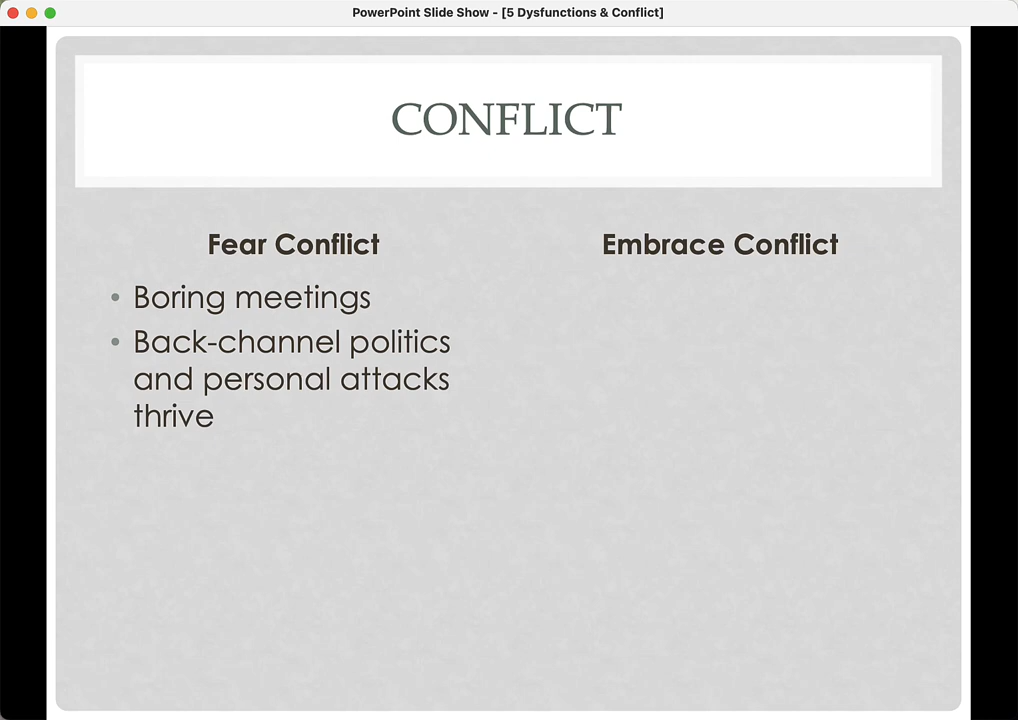 PowerPoint Slide Show - [5 Dysfunctions & Conflict]
CONFLICT
Fear Conflict
• Boring meetings
• Back-channel politics
and personal attacks
thrive
Embrace Conflict